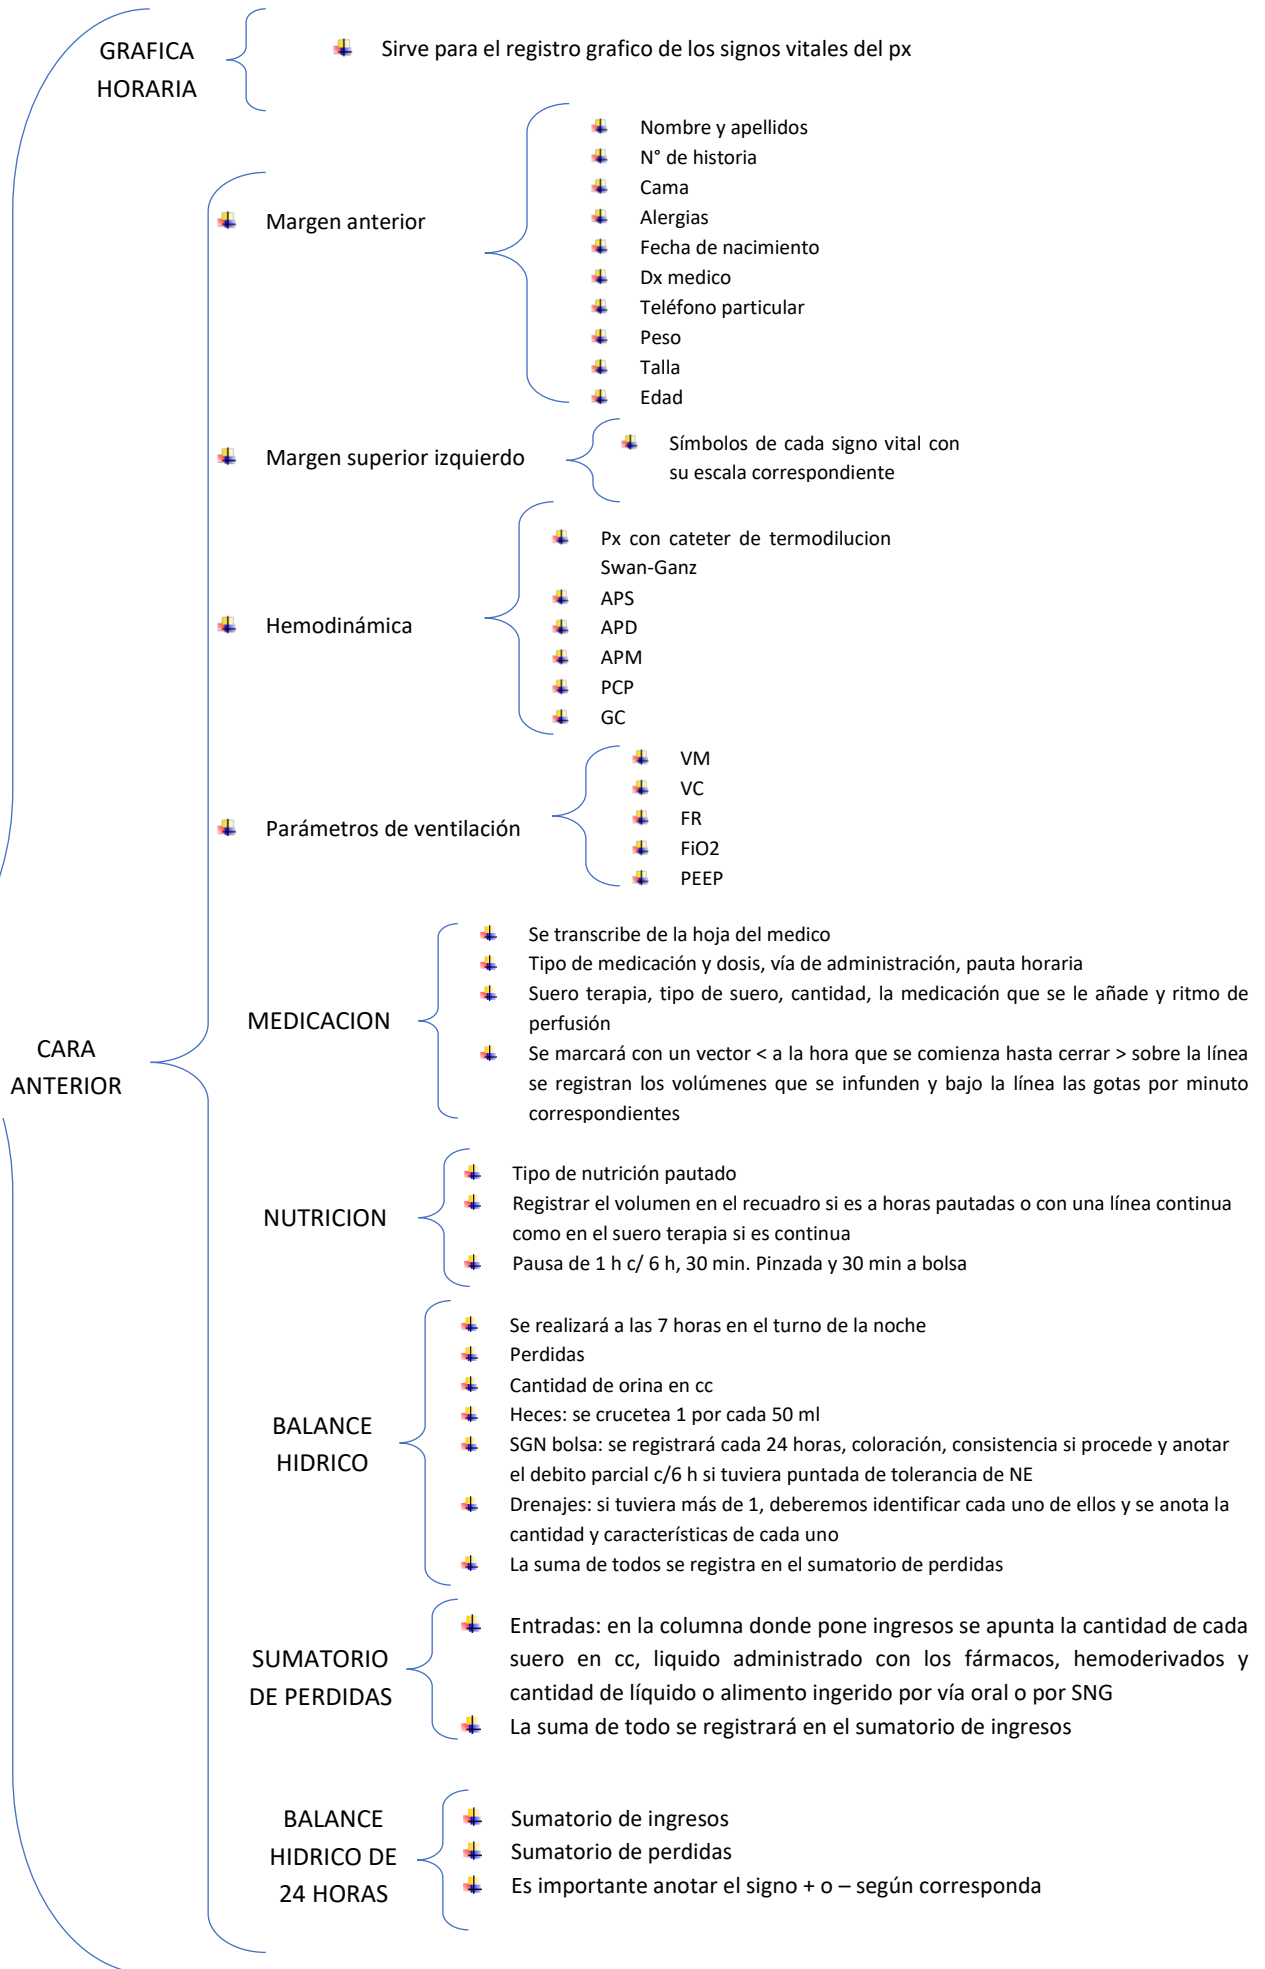 GRAFICA
HORARIA
Sirve para el registro grafico de los signos vitales del px
CARA
ANTERIOR
Margen anterior
Nombre y apellidos
N° de historia
Cama
Alergias
Fecha de nacimiento
Dx medico
Teléfono particular
Peso
Talla
Edad
Margen superior izquierdo
Símbolos de cada signo vital con
su escala correspondiente
Hemodinámica
Px con cateter de termodilucion
Swan-Ganz
APS
APD
APM
PCP
GC
Parámetros de ventilación
VM
VC
FR
FiO2
PEEP
MEDICACION
Se transcribe de la hoja del medico
Tipo de medicación y dosis, vía de administración, pauta horaria
Suero terapia, tipo de suero, cantidad, la medicación que se le añade y ritmo de
perfusión
Se marcará con un vector < a la hora que se comienza hasta cerrar > sobre la línea
se registran los volúmenes que se infunden y bajo la línea las gotas por minuto
correspondientes
NUTRICION
Tipo de nutrición pautado
Registrar el volumen en el recuadro si es a horas pautadas o con una línea continua
como en el suero terapia si es continua
Pausa de 1 h c/ 6 h, 30 min. Pinzada y 30 min a bolsa
BALANCE
HIDRICO
Se realizará a las 7 horas en el turno de la noche
Perdidas
Cantidad de orina en cc
Heces: se crucetea 1 por cada 50 ml
SGN bolsa: se registrará cada 24 horas, coloración, consistencia si procede y anotar
el debito parcial c/6 h si tuviera puntada de tolerancia de NE
Drenajes: si tuviera más de 1, deberemos identificar cada uno de ellos y se anota la
cantidad y características de cada uno
La suma de todos se registra en el sumatorio de perdidas
SUMATORIO
DE PERDIDAS
Entradas: en la columna donde pone ingresos se apunta la cantidad de cada
suero en cc, liquido administrado con los fármacos, hemoderivados y
cantidad de líquido o alimento ingerido por vía oral o por SNG
La suma de todo se registrará en el sumatorio de ingresos
BALANCE
HIDRICO DE
24 HORAS
Sumatorio de ingresos
Sumatorio de perdidas
Es importante anotar el signo + o – según corresponda